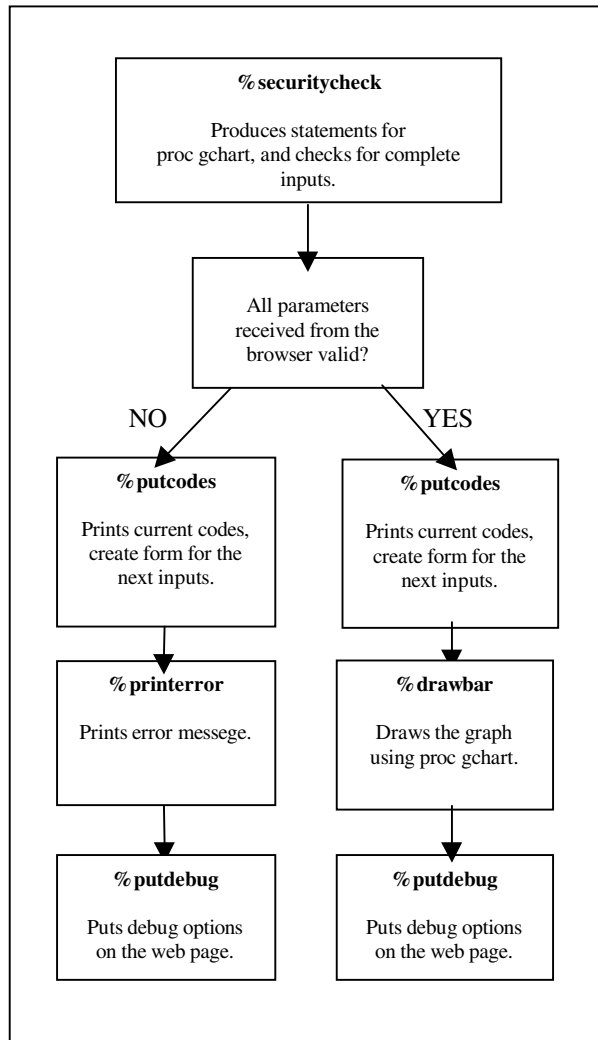 %securitycheck
Produces statements for
proc gchart, and checks for complete
inputs.
All parameters
received from the
browser valid?
NO
YES
%putcodes
Prints current codes,
create form for the
next inputs.
%putcodes
Prints current codes,
create form for the
next inputs.
%printerror
Prints error messege.
%drawbar
Draws the graph
using proc gchart.
%putdebug
Puts debug options
on the web page.
%putdebug
Puts debug options
on the web page.